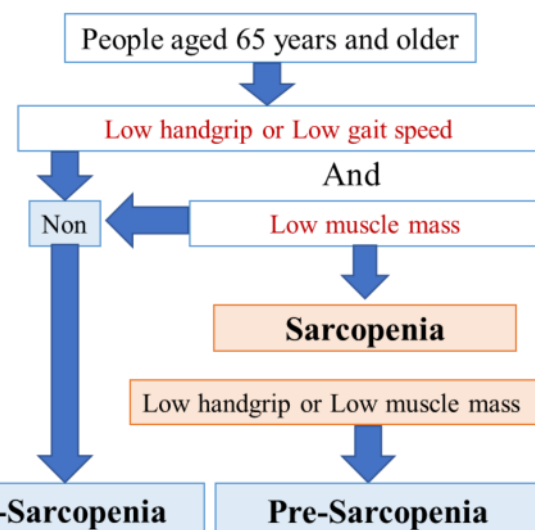 People aged 65 years and older
Low handgrip or Low gait speed
And
Non
Low muscle mass
Sarcopenia
Low handgrip or Low muscle mass
-Sarcopenia
Pre-Sarcopenia